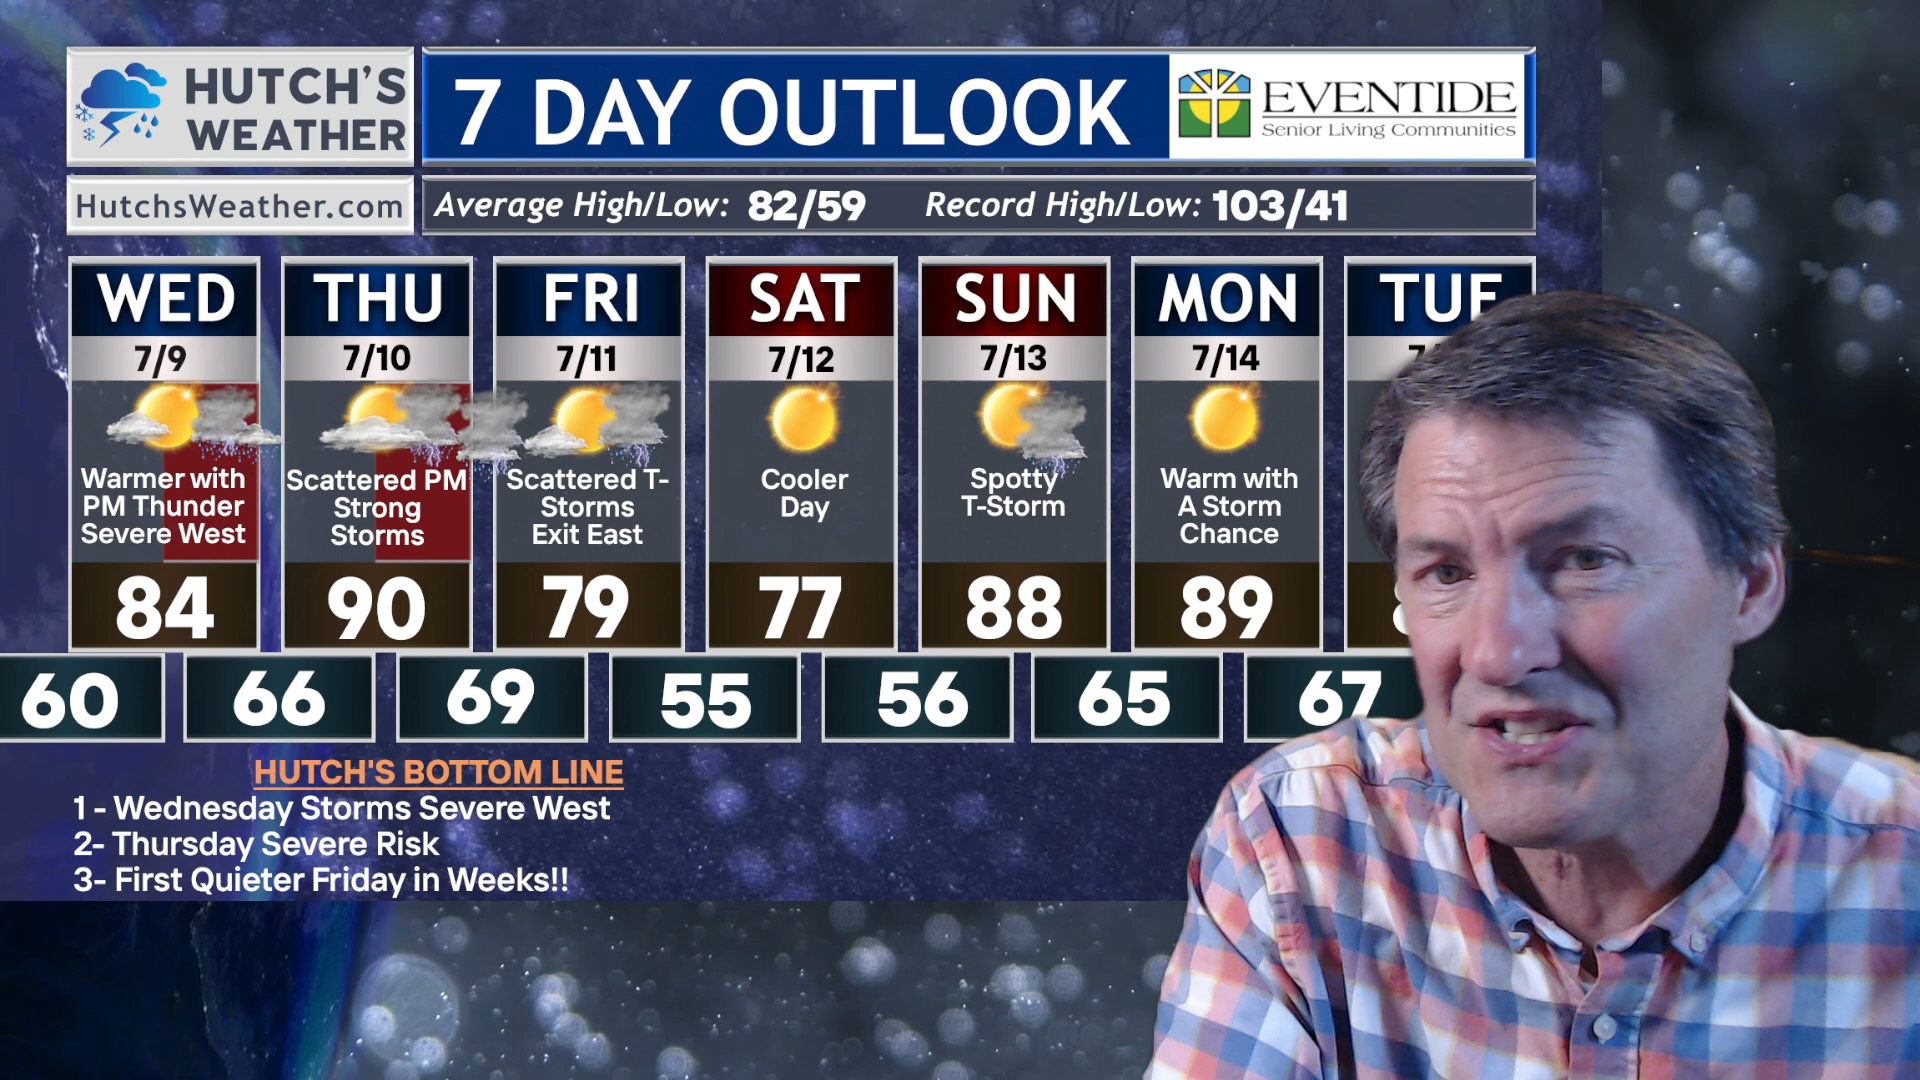 HUTCH'S
WEATHER
7 DAY OUTLOOK
EVENTIDE
Senior Living Communities
HutchsWeather.com
Average High/Low: 82/59
Record High/Low: 103/41
WED
THU
FRI
SAT
SUN
MON
TUE
7/9
7/10
7/11
7/12
7/13
7/14
Warmer with
PM Thunder
Severe West
Scattered PM
Strong
Storms
Scattered T-
Storms
Exit East
Cooler
Day
Spotty
T-Storm
Warm with
A Storm
Chance
84
90
79
77
88
89
60
66
69
55
56
65
67
HUTCH'S BOTTOM LINE
1 - Wednesday Storms Severe West
2- Thursday Severe Risk
3- First Quieter Friday in Weeks!!